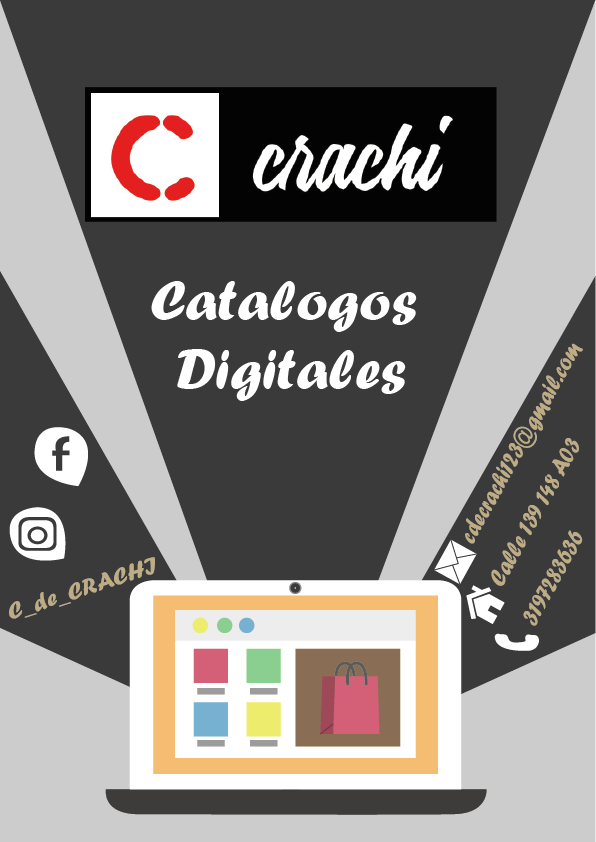 C crachi
Catalogos
Digitales
C_de_CRACHI
cdecrachi123@gmail.com
Calle 139 148 A03
3197283636